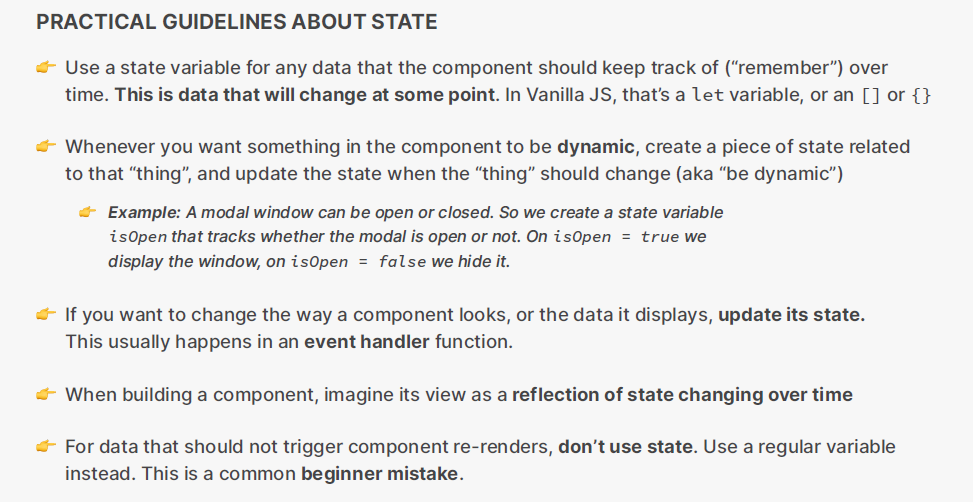 PRACTICAL GUIDELINES ABOUT STATE
👉 Use a state variable for any data that the component should keep track of (“remember”) over
time. This is data that will change at some point. In Vanilla JS, that’s a let variable, or an [] or {}
👉 Whenever you want something in the component to be dynamic, create a piece of state related
to that “thing”, and update the state when the “thing” should change (aka “be dynamic”)
👉 Example: A modal window can be open or closed. So we create a state variable
isOpen that tracks whether the modal is open or not. On isOpen = true we
display the window, on isOpen = false we hide it.
👉 If you want to change the way a component looks, or the data it displays, update its state.
This usually happens in an event handler function.
👉 When building a component, imagine its view as a reflection of state changing over time
👉 For data that should not trigger component re-renders, don’t use state. Use a regular variable
instead. This is a common beginner mistake.